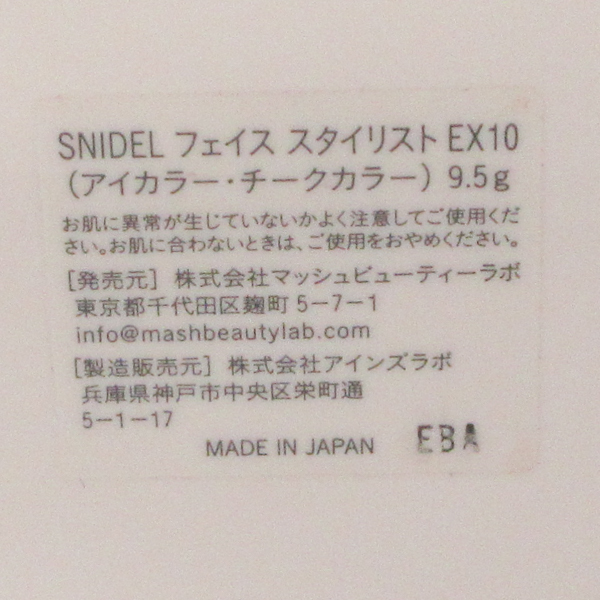 SNIDEL フェイス スタイリスト EX10
(アイカラー・チークカラー) 9.5g
お肌に異常が生じていないかよく注意してご使用くだ
さい。お肌に合わないときは、ご使用をおやめください。
[発売元] 株式会社マッシュビューティーラボ
東京都千代田区麹町5-7-1
info@mashbeautylab.com
[製造販売元] 株式会社アインズラボ
兵庫県神戸市中央区栄町通
5-1-17
MADE IN JAPAN EBA